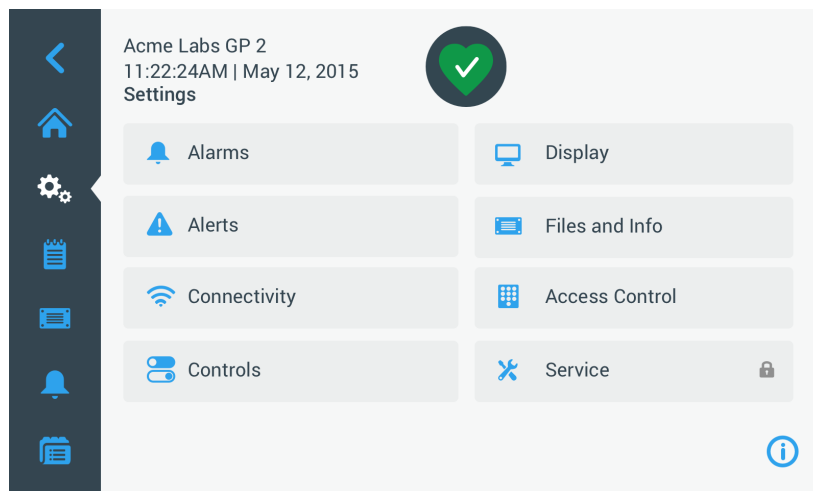 Acme Labs GP 2
11:22:24AM | May 12, 2015
Settings
Alarms
Display
Alerts
Files and Info
Connectivity
Access Control
Controls
Service